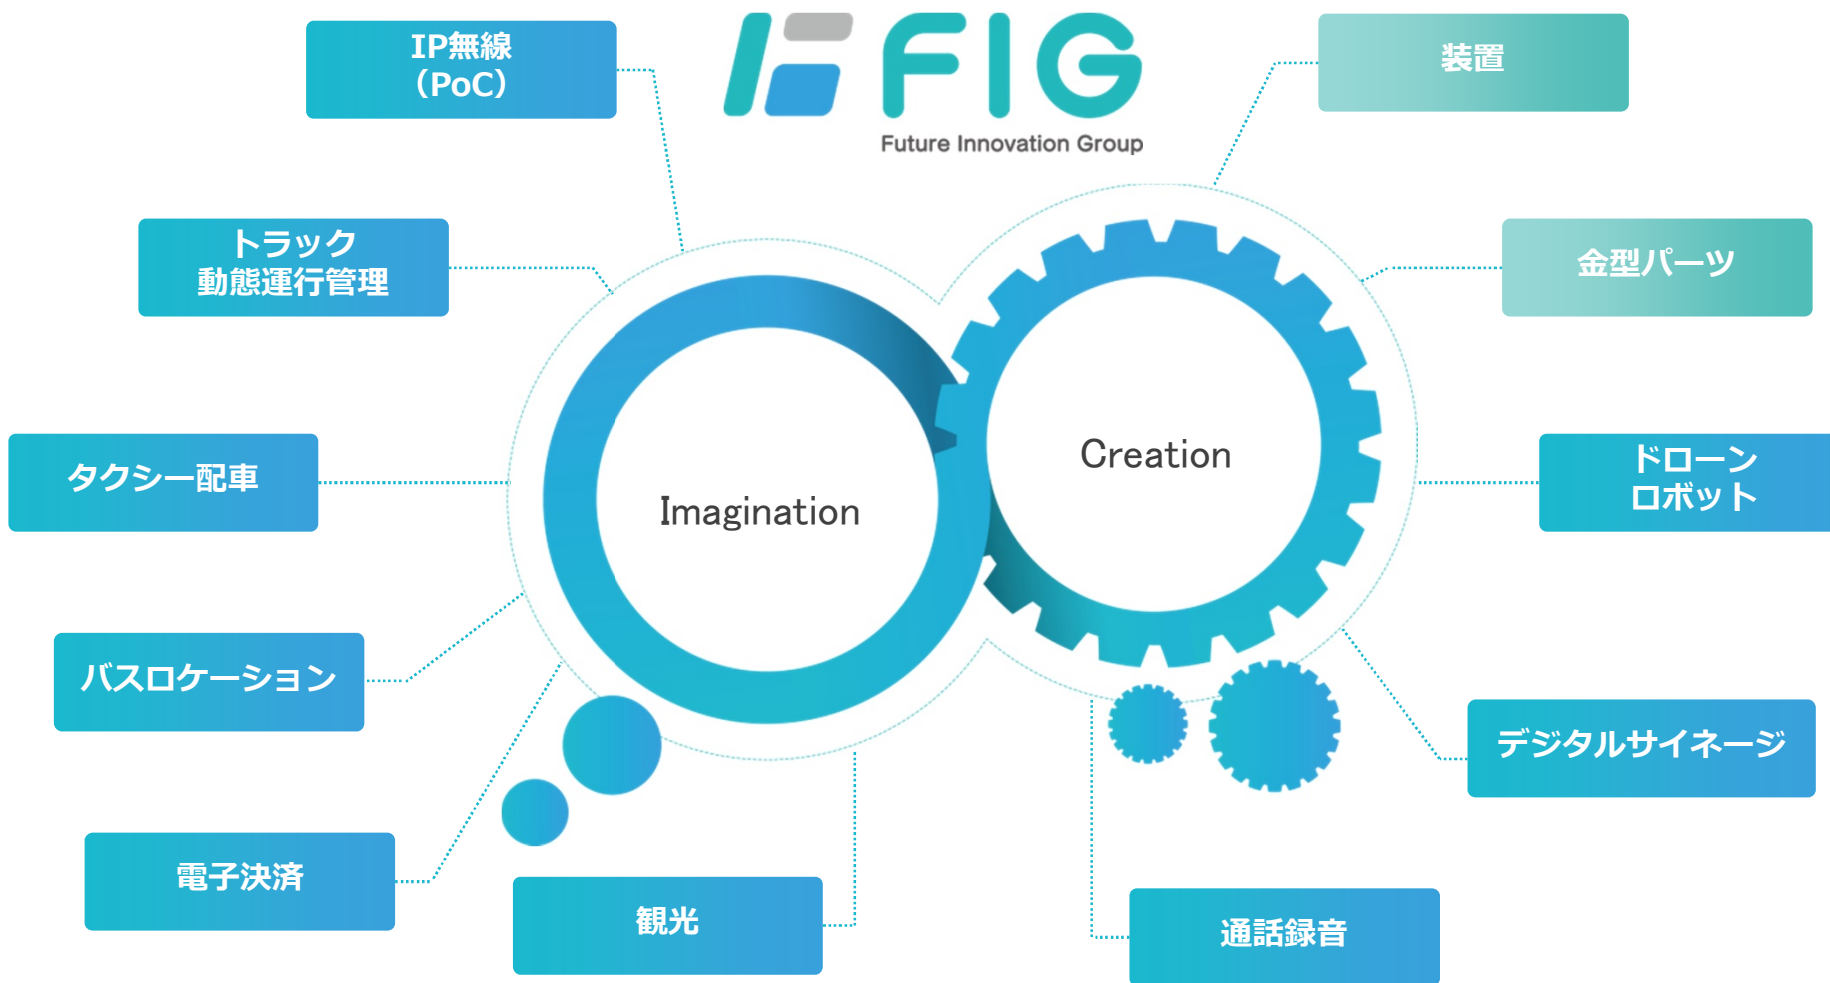 FIG
Future Innovation Group
IP無線
（PoC）
装置
トラック
動態運行管理
金型パーツ
タクシー配車
Imagination
Creation
ドローン
ロボット
バスロケーション
デジタルサイネージ
電子決済
観光
通話録音